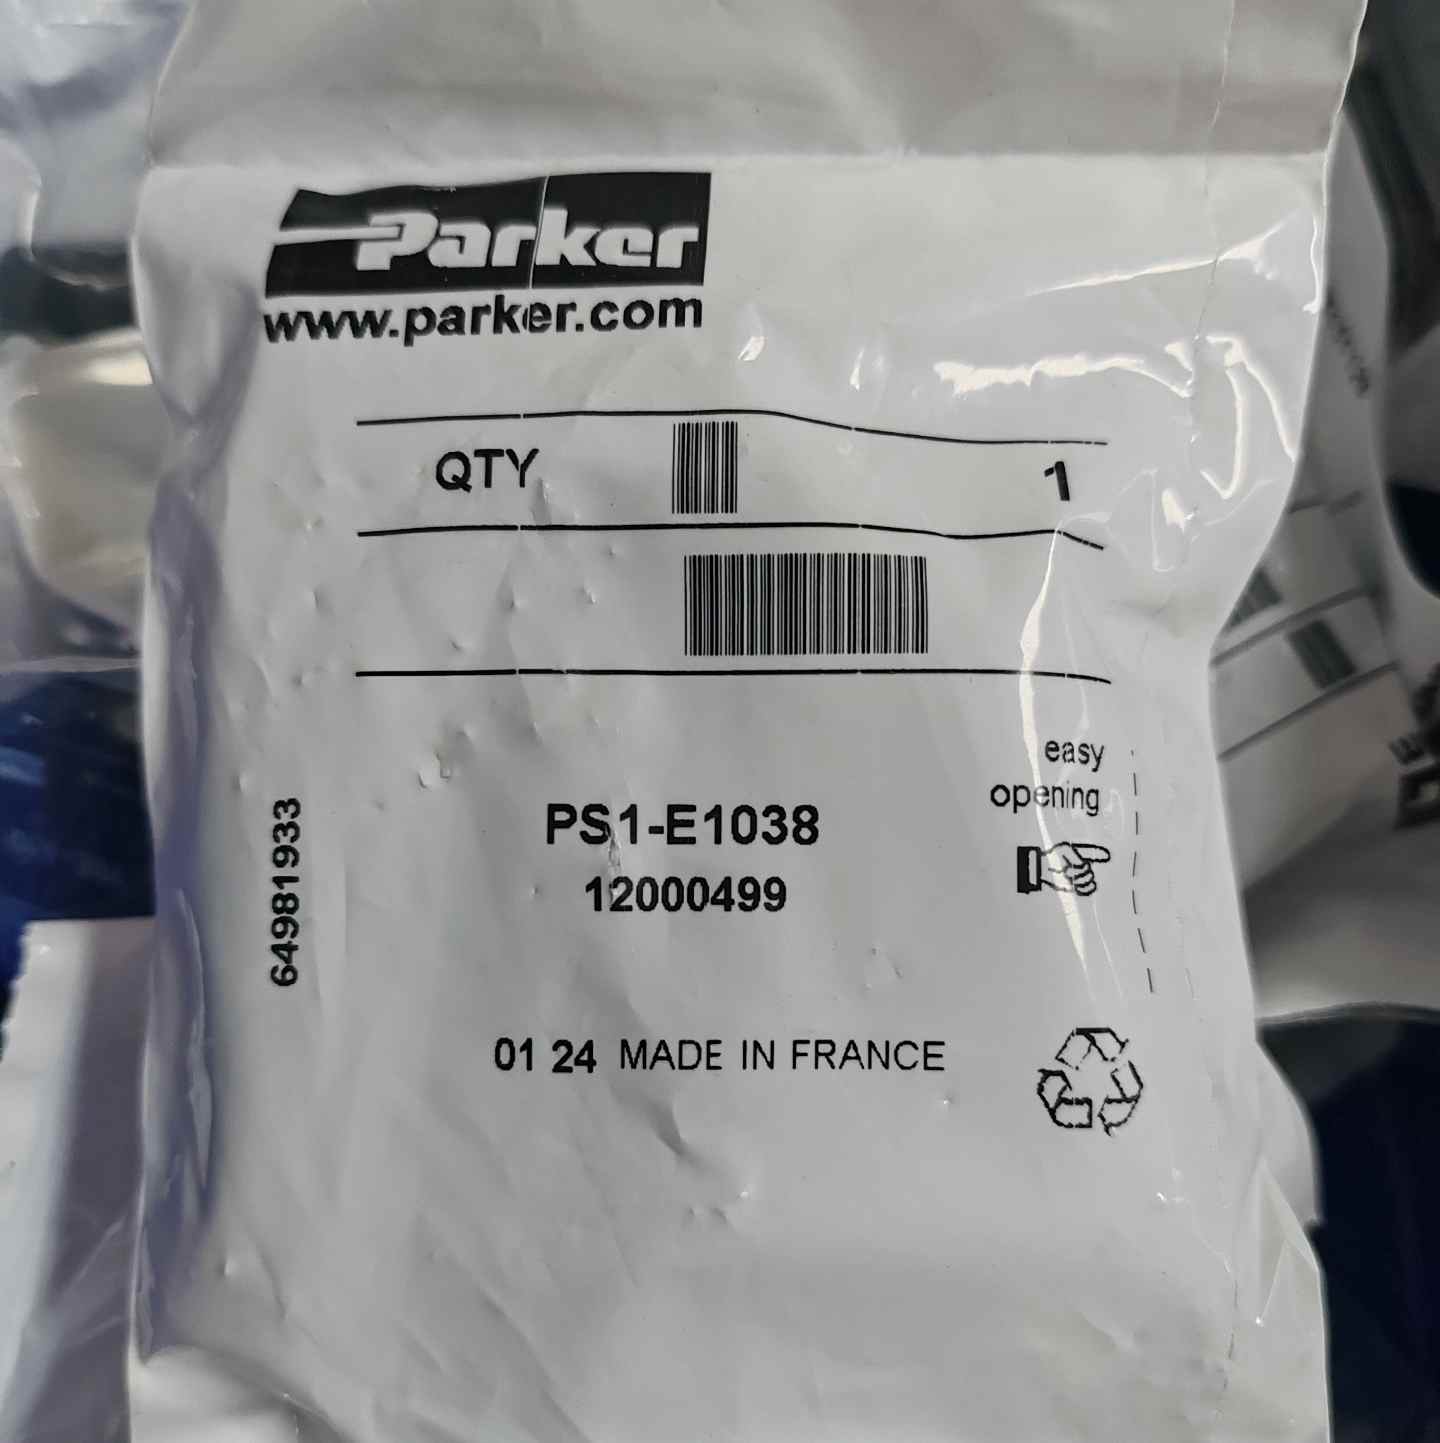 Parker
www.parker.com
QTY 1
easy
opening
PS1-E1038
12000499
64981933
01 24 MADE IN FRANCE